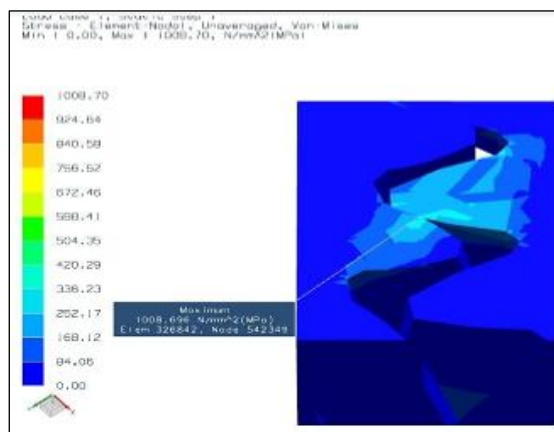 Stress - Element-Nodal, Unaveraged, Von-Mises
Min : 0.00, Max : 1008.70, N/mm^2(MPa)
1008.70
924.64
840.58
756.52
672.46
588.41
504.35
420.29
336.23
252.17
168.12
84.06
0.00
Maximum
1008.696 N/mm^2(MPa)
Elem 326842, Node 542349